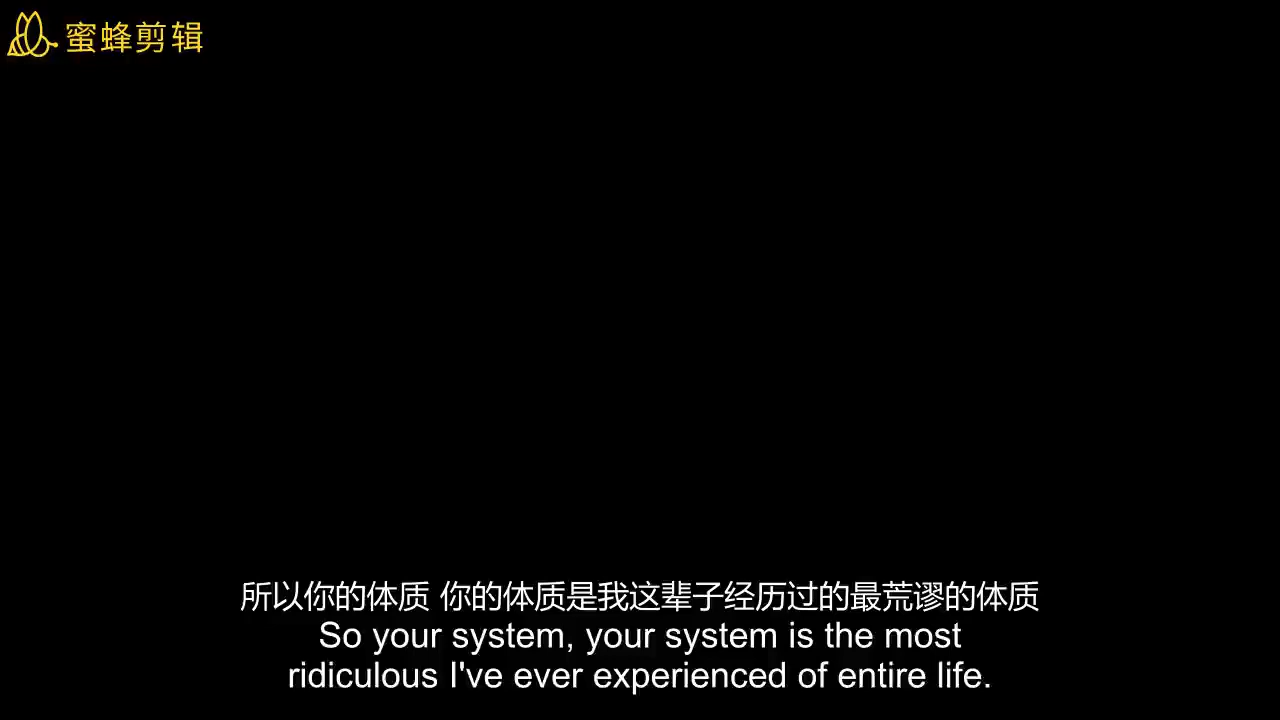 蜜蜂剪辑
所以你的体质 你的体质是我这辈子经历过的最荒谬的体质
So your system, your system is the most
ridiculous I've ever experienced of entire life.